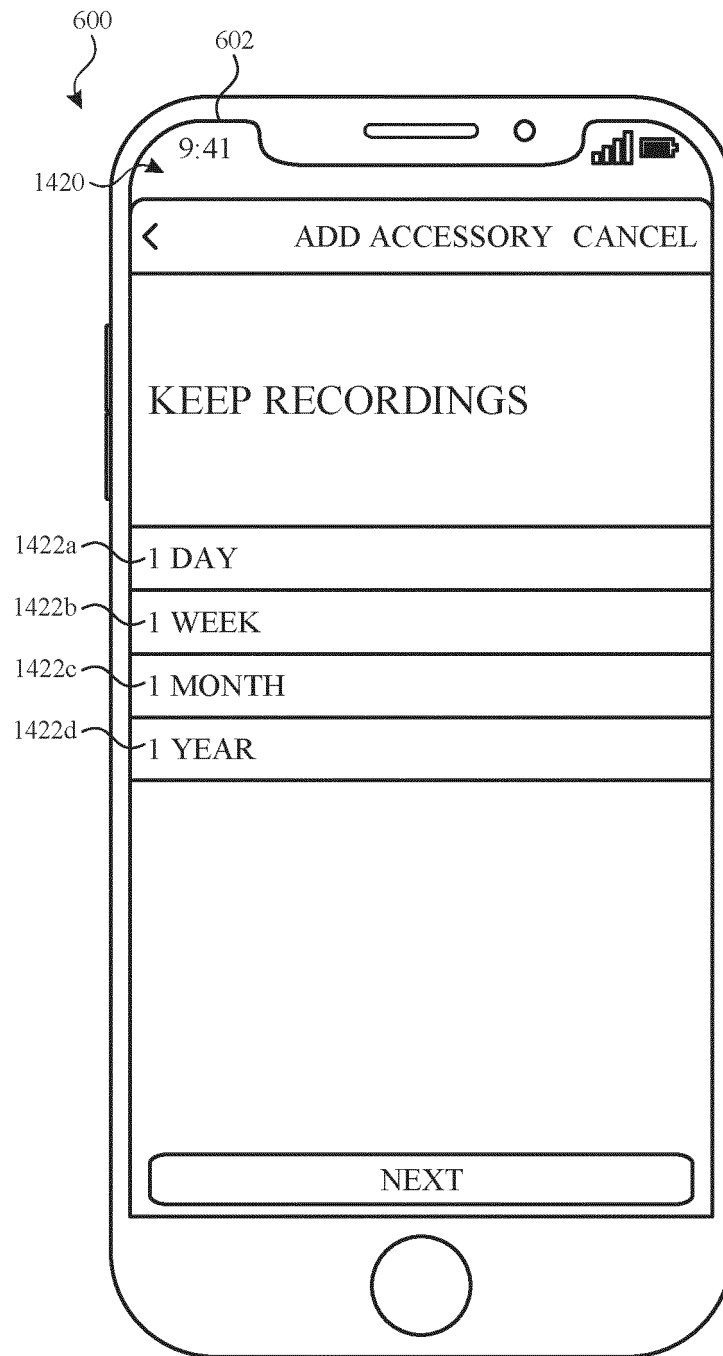 600
602
9:41
1420
< ADD ACCESSORY CANCEL
KEEP RECORDINGS
1422a 1 DAY
1422b 1 WEEK
1422c 1 MONTH
1422d 1 YEAR
NEXT